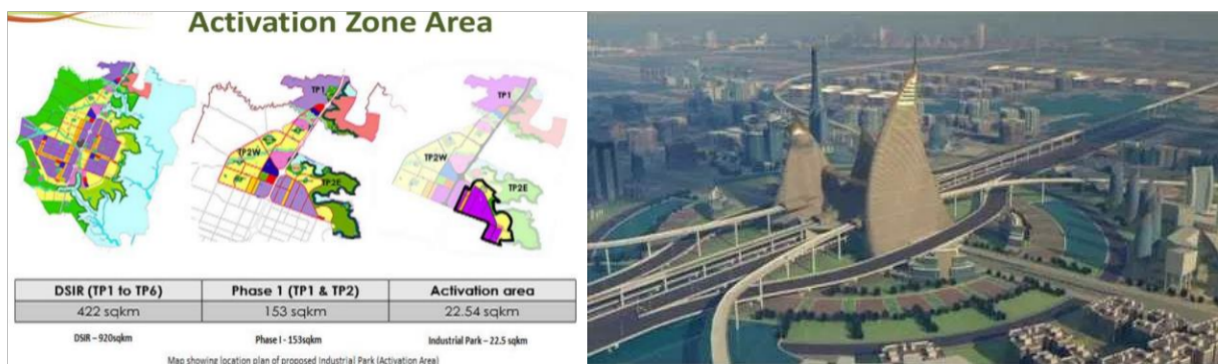 Activation Zone Area
TP1
TP2W
TP2E
TP1
TP2W
TP2E
DSIR (TP1 to TP6) Phase 1 (TP1 & TP2) Activation area
422 sqkm 153 sqkm 22.54 sqkm
DSIR – 920sqkm Phase I - 153sqkm Industrial Park – 22.5 sqkm
Map showing location plan of proposed Industrial Park (Activation Area)